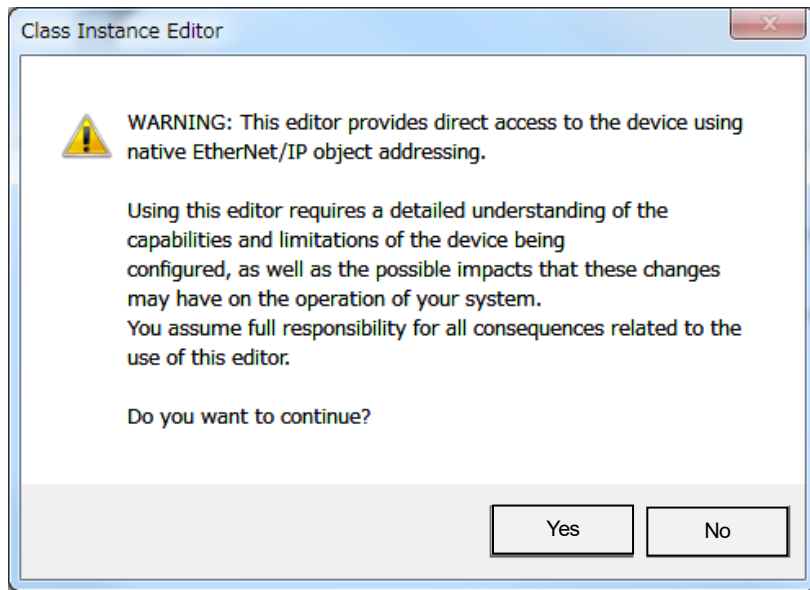 Class Instance Editor
WARNING: This editor provides direct access to the device using
native EtherNet/IP object addressing.
Using this editor requires a detailed understanding of the
capabilities and limitations of the device being
configured, as well as the possible impacts that these changes
may have on the operation of your system.
You assume full responsibility for all consequences related to the
use of this editor.
Do you want to continue?
Yes
No